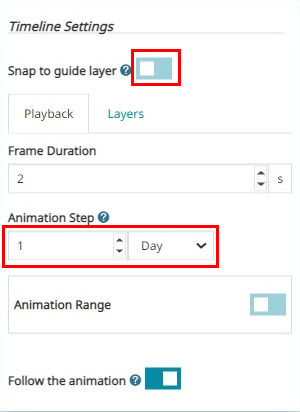 Timeline Settings
Snap to guide layer ?
Playback Layers
Frame Duration
2 s
Animation Step ?
1 Day
Animation Range
Follow the animation ?